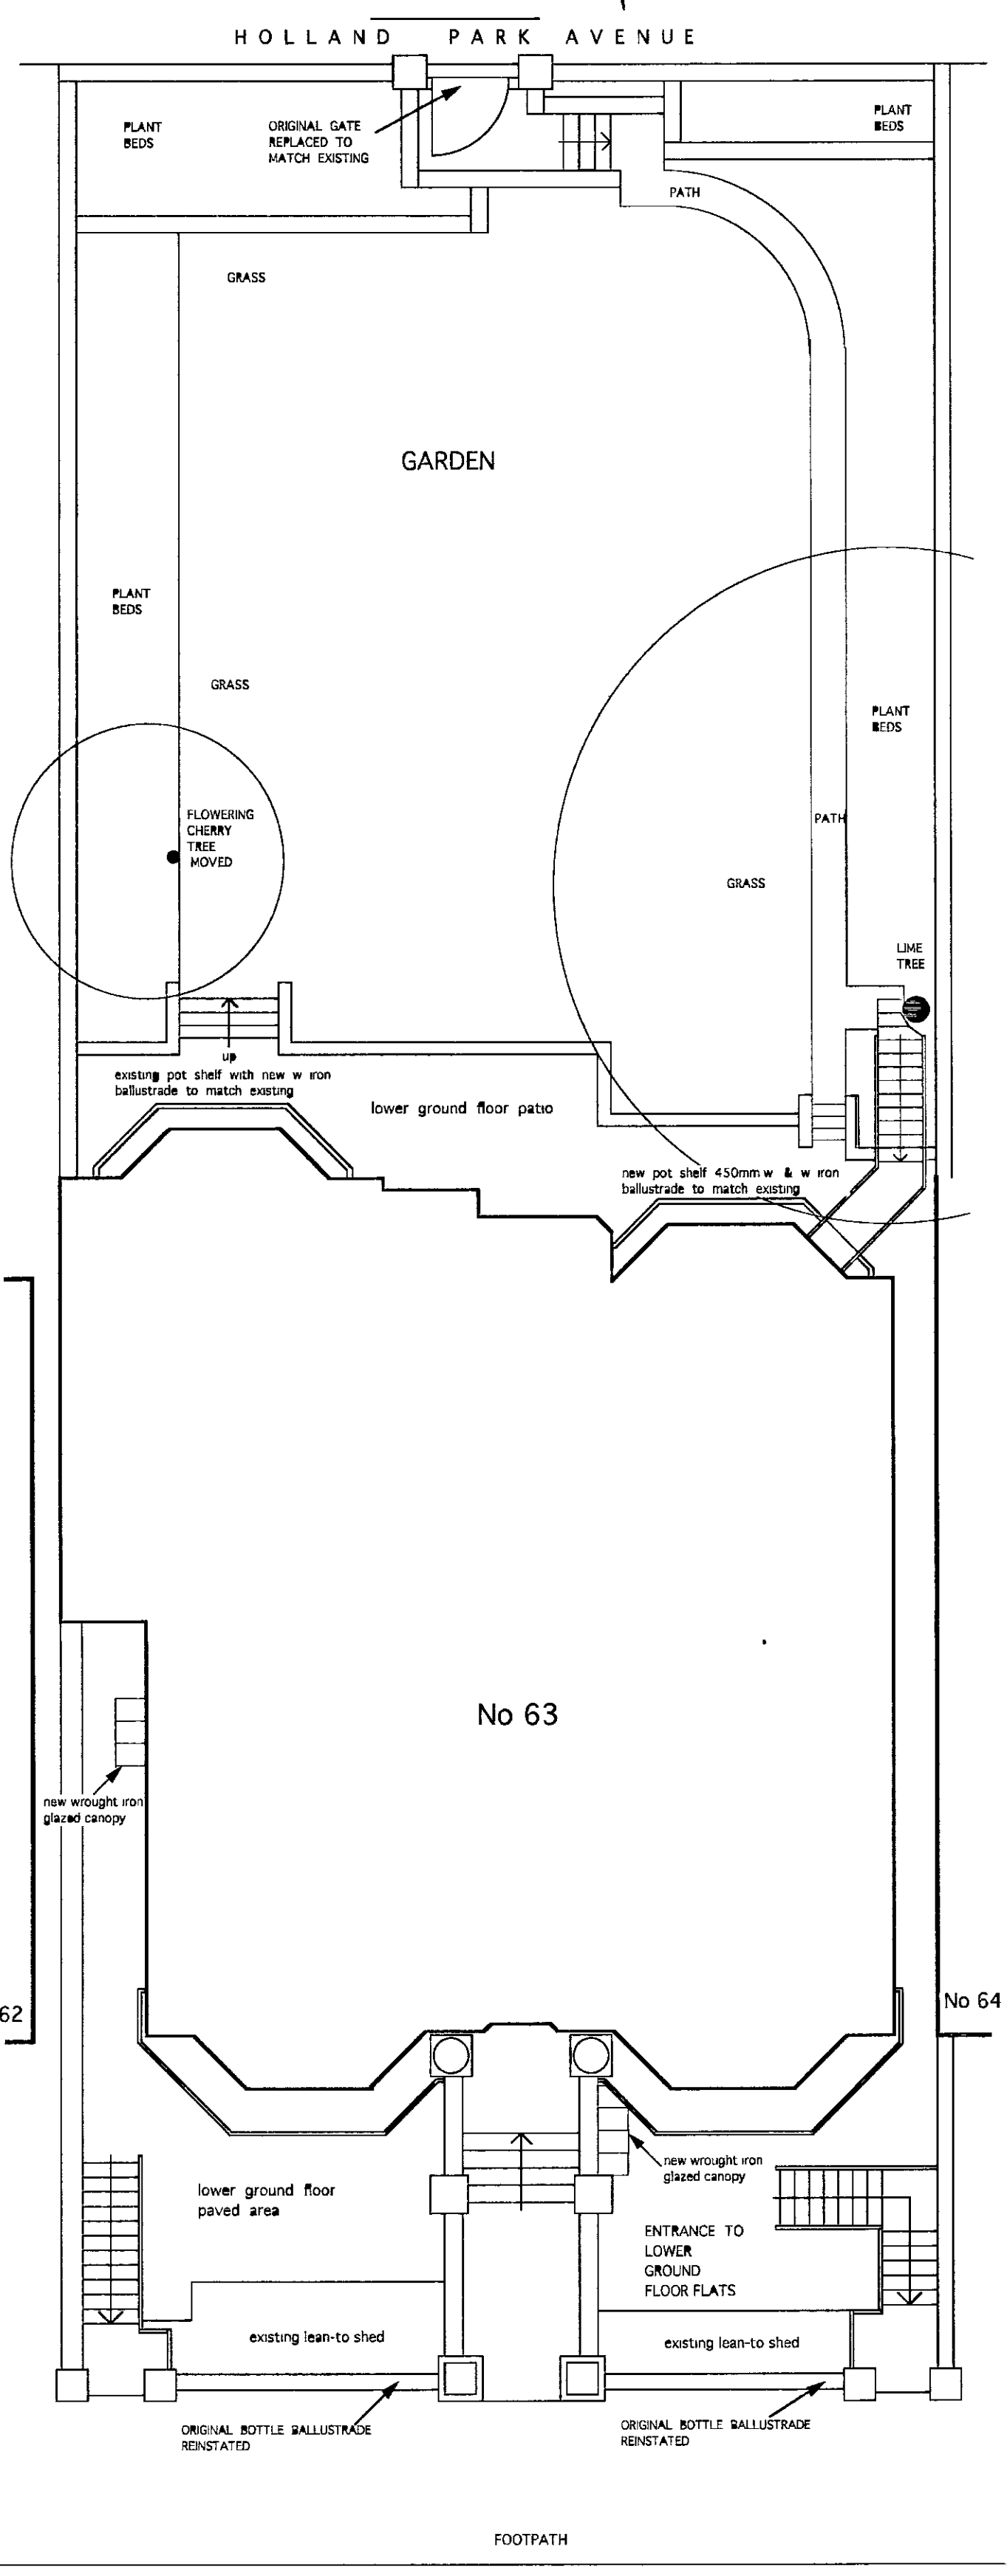 HOLLAND PARK AVENUE
PLANT
BEDS
ORIGINAL GATE
REPLACED TO
MATCH EXISTING
PLANT
BEDS
PATH
GRASS
GARDEN
PLANT
BEDS
GRASS
PLANT
BEDS
FLOWERING
CHERRY
TREE
MOVED
PATH
GRASS
LIME
TREE
up
existing pot shelf with new w iron
ballustrade to match existing
lower ground floor patio
new pot shelf 450mm w & w iron
ballustrade to match existing
No 63
new wrought iron
glazed canopy
62
No 64
new wrought iron
glazed canopy
lower ground floor
paved area
ENTRANCE TO
LOWER
GROUND
FLOOR FLATS
existing lean-to shed
existing lean-to shed
ORIGINAL BOTTLE BALLUSTRADE
REINSTATED
ORIGINAL BOTTLE BALLUSTRADE
REINSTATED
FOOTPATH